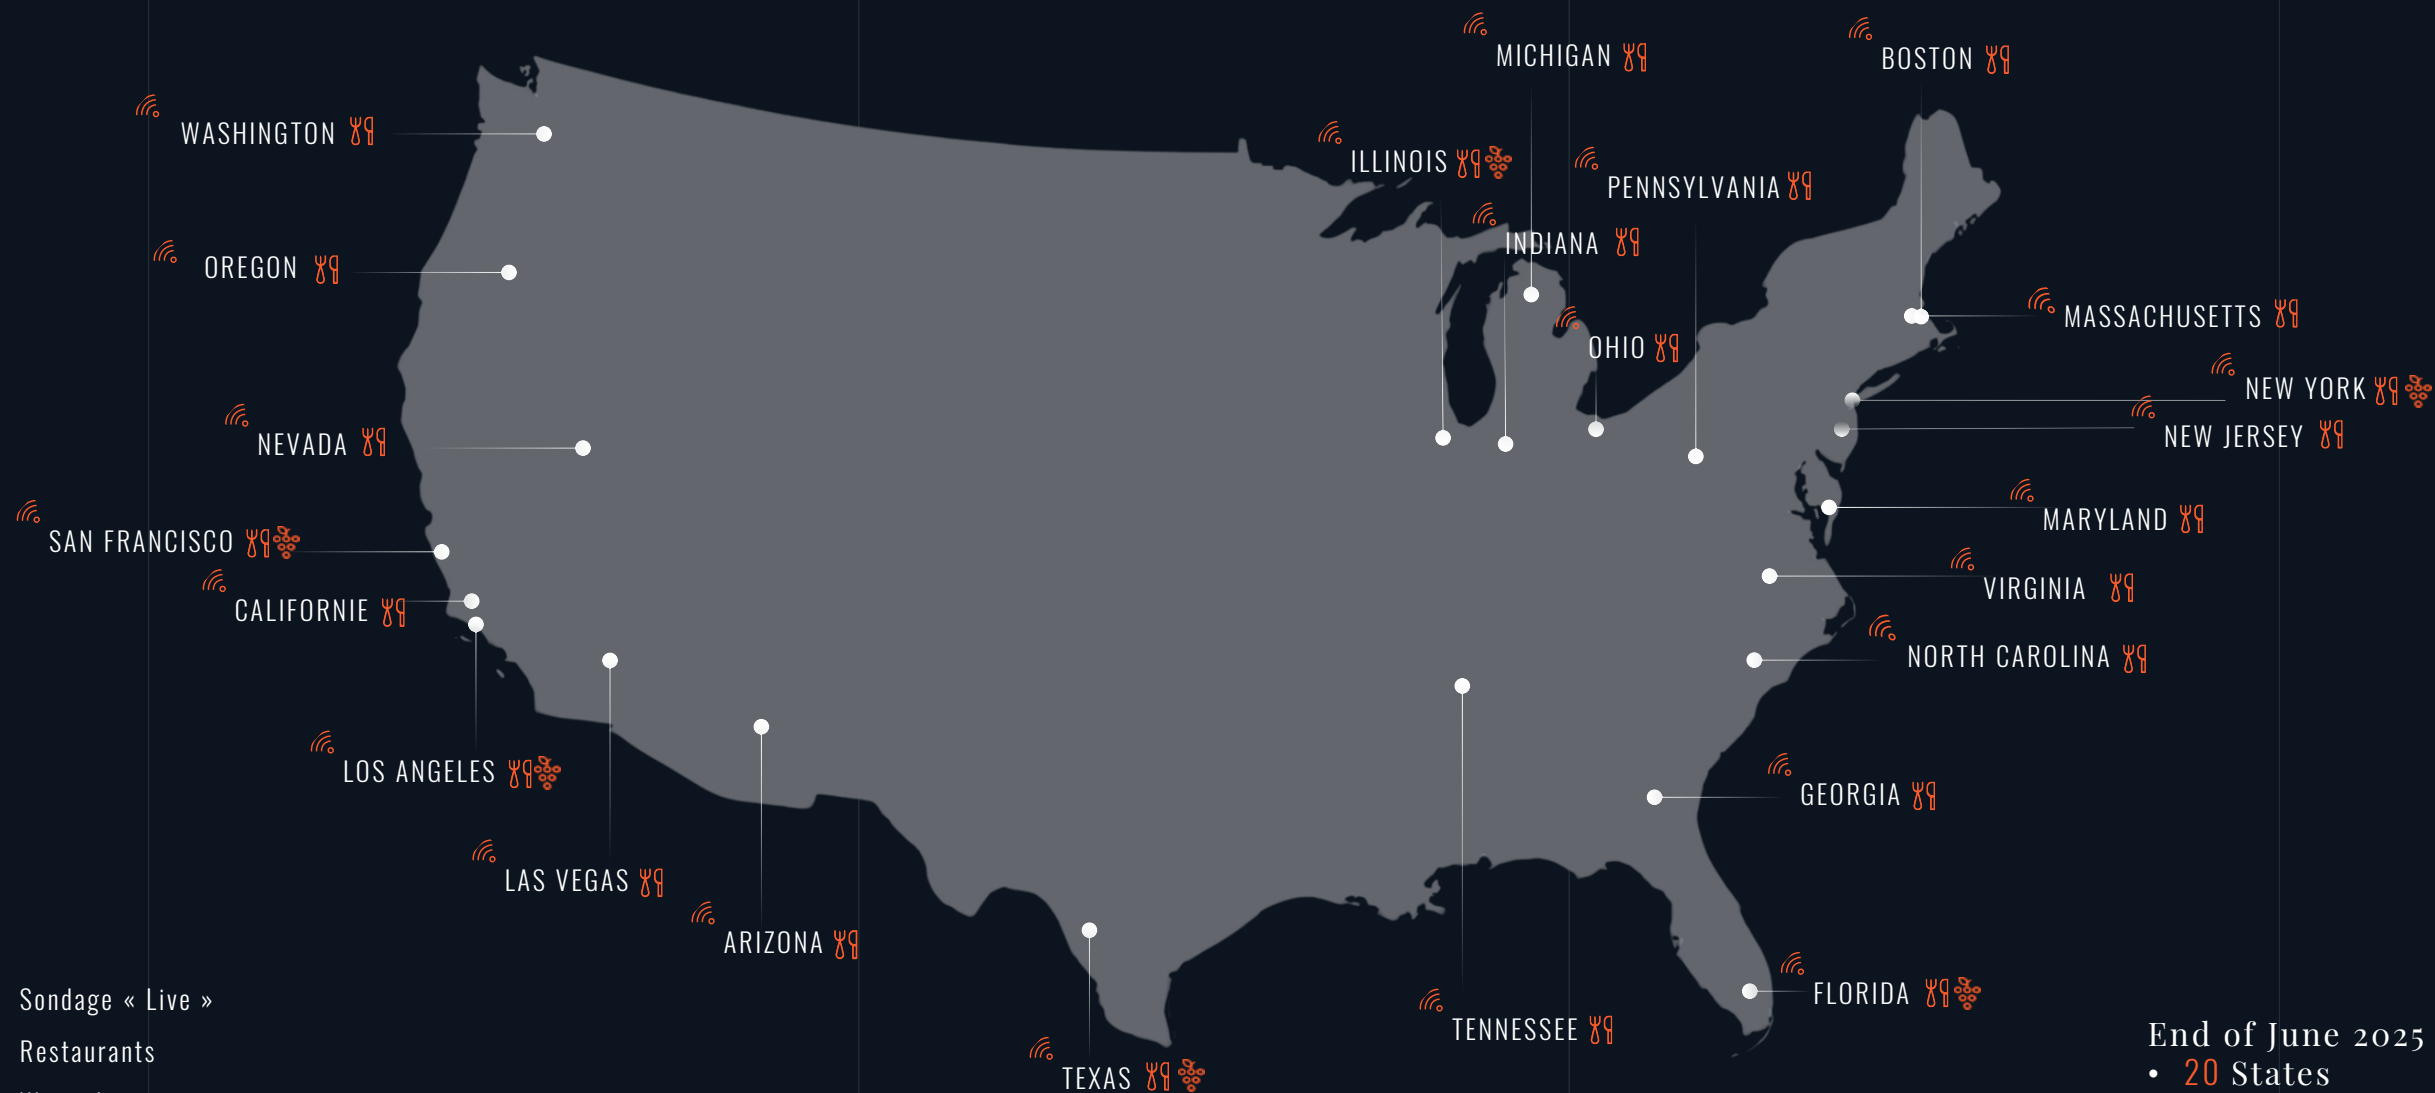 MICHIGAN
BOSTON
WASHINGTON
ILLINOIS
PENNSYLVANIA
INDIANA
OREGON
MASSACHUSETTS
OHIO
NEW YORK
NEW JERSEY
NEVADA
MARYLAND
SAN FRANCISCO
VIRGINIA
CALIFORNIE
NORTH CAROLINA
LOS ANGELES
GEORGIA
LAS VEGAS
ARIZONA
FLORIDA
Sondage « Live »
TENNESSEE
End of June 2025
Restaurants
TEXAS
• 20 States